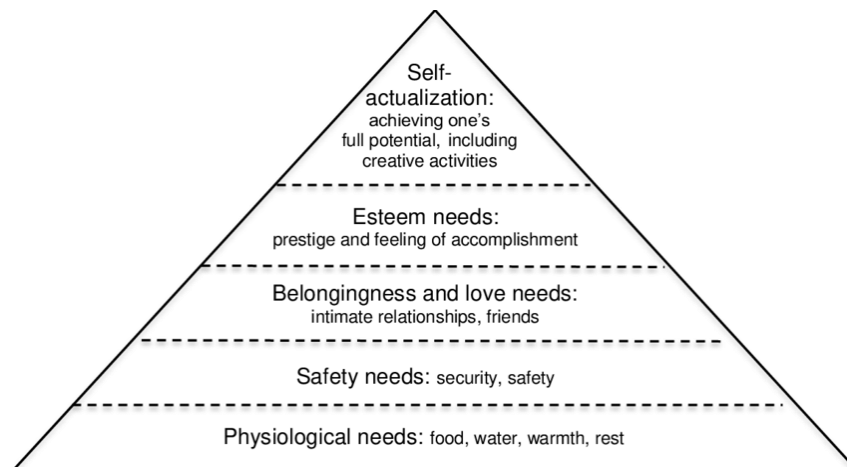 Self-
actualization:
achieving one’s
full potential, including
creative activities
Esteem needs:
prestige and feeling of accomplishment
Belongingness and love needs:
intimate relationships, friends
Safety needs: security, safety
Physiological needs: food, water, warmth, rest